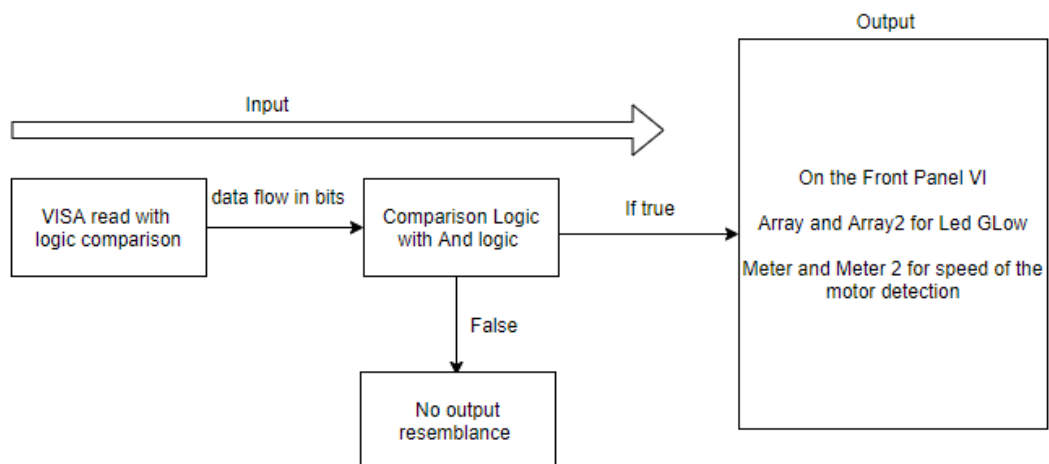 Output
Input
VISA read with
logic comparison
data flow in bits
Comparison Logic
with And logic
If true
On the Front Panel VI
Array and Array2 for Led GLow
Meter and Meter 2 for speed of the
motor detection
False
No output
resemblance